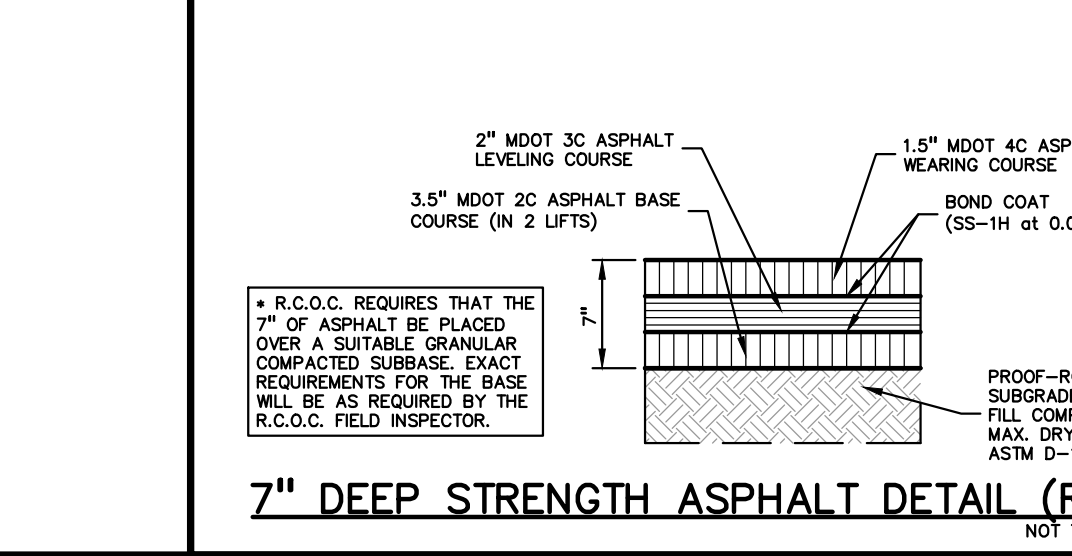 2" MDOT 3C ASPHALT
LEVELING COURSE
1.5" MDOT 4C ASP
WEARING COURSE
3.5" MDOT 2C ASPHALT BASE
COURSE (IN 2 LIFTS)
BOND COAT
(SS-1H at 0.0
7"
* R.C.O.C. REQUIRES THAT THE
7" OF ASPHALT BE PLACED
OVER A SUITABLE GRANULAR
COMPACTED SUBBASE. EXACT
REQUIREMENTS FOR THE BASE
WILL BE AS REQUIRED BY THE
R.C.O.C. FIELD INSPECTOR.
PROOF-R
SUBGRAD
FILL COM
MAX. DRY
ASTM D-
7" DEEP STRENGTH ASPHALT DETAIL (R
NOT